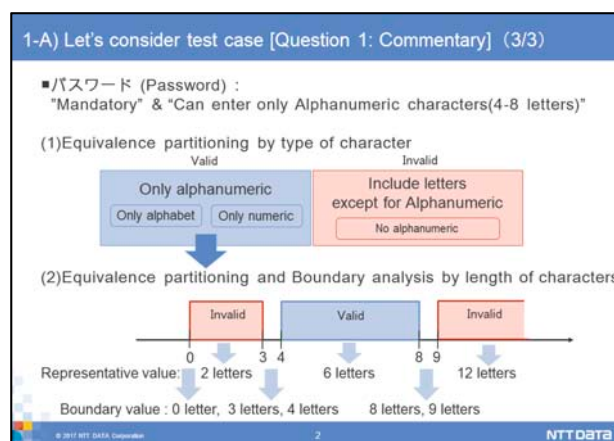 1-A) Let's consider test case [Question 1: Commentary]（3/3）
■パスワード (Password) :
"Mandatory" & "Can enter only Alphanumeric characters(4-8 letters)"
(1)Equivalence partitioning by type of character
Valid Invalid
Only alphanumeric
Only alphabet Only numeric
Include letters
except for Alphanumeric
No alphanumeric
(2)Equivalence partitioning and Boundary analysis by length of characters
Invalid Valid Invalid
0 3 4 8 9
Representative value: 2 letters 6 letters 12 letters
Boundary value : 0 letter, 3 letters, 4 letters 8 letters, 9 letters
© 2017 NTT DATA Corporation 2 NTT DATA